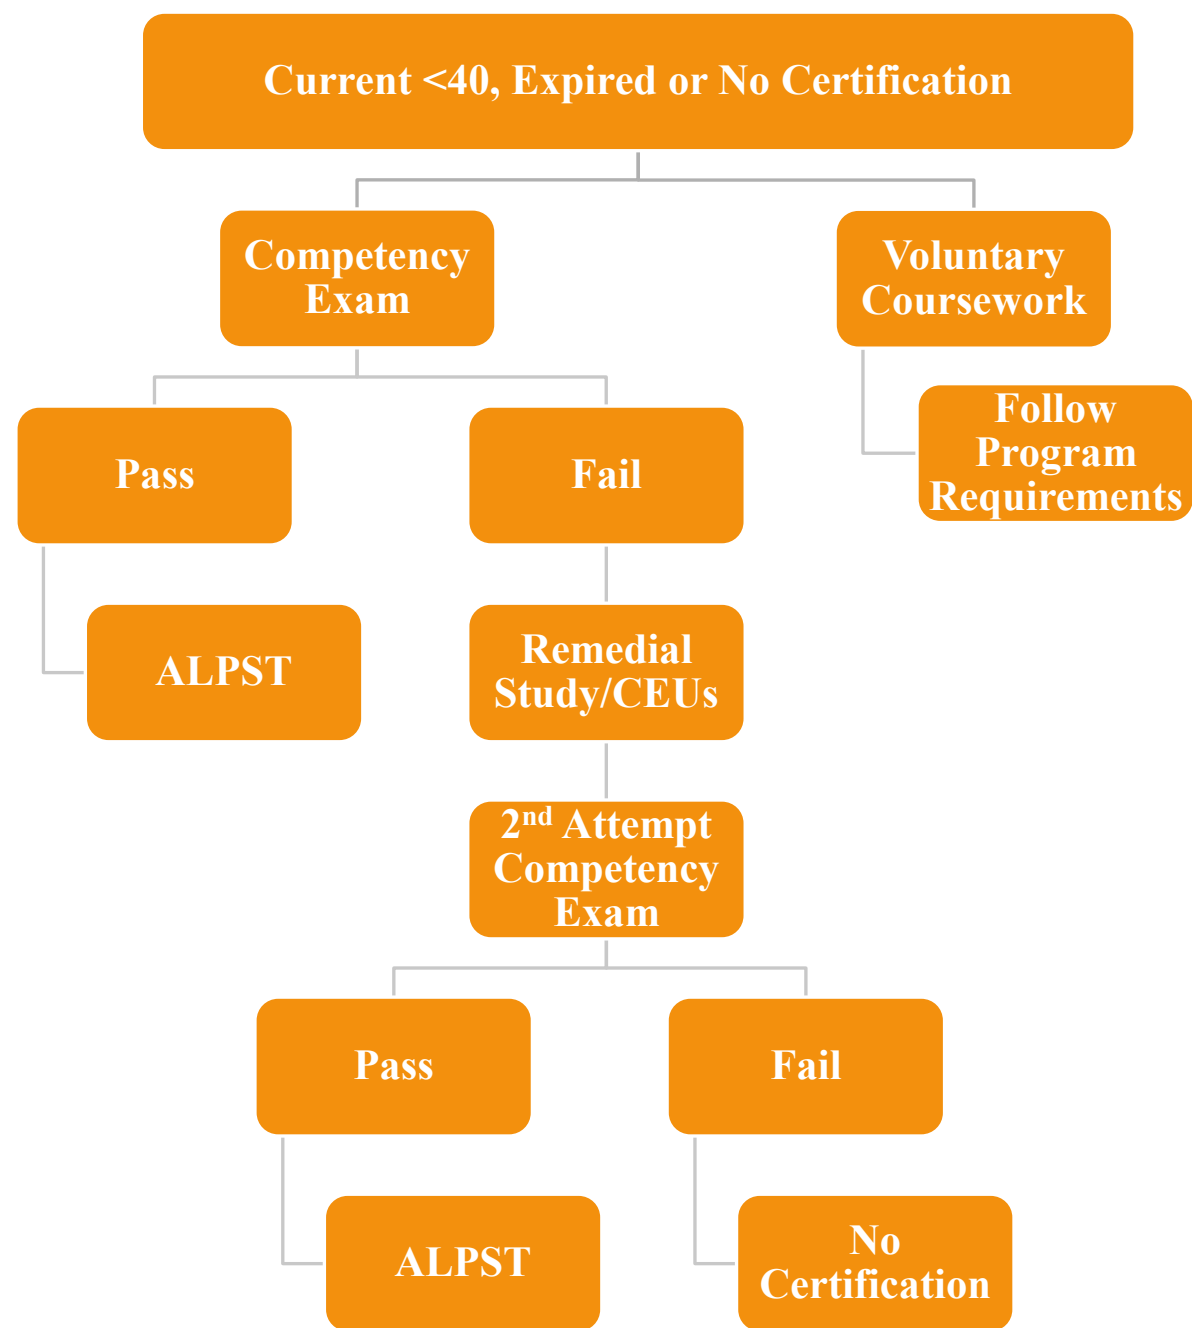 Current <40, Expired or No Certification
Competency
Exam
Voluntary
Coursework
Pass
Fail
Follow
Program
Requirements
ALPST
Remedial
Study/CEUs
2nd Attempt
Competency
Exam
Pass
Fail
ALPST
No
Certification